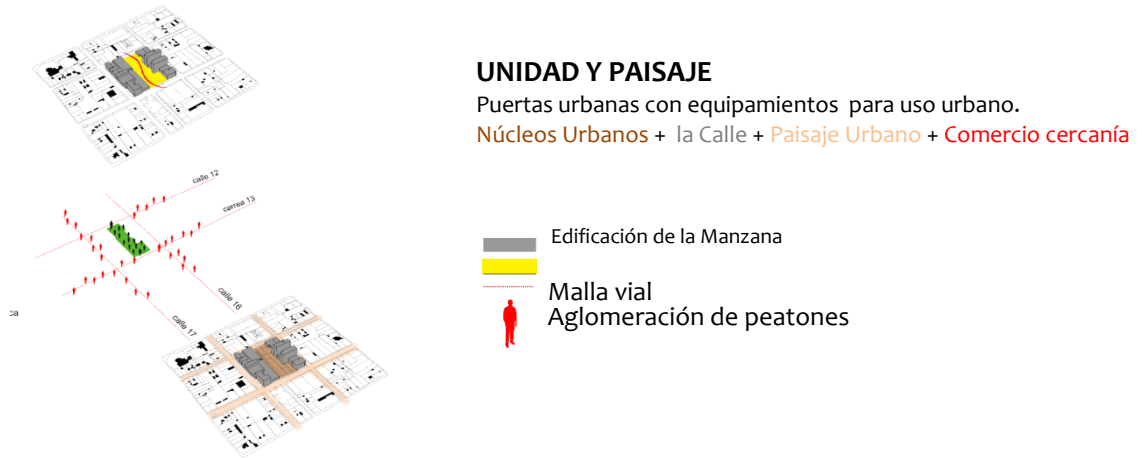 UNIDAD Y PAISAJE
Puertas urbanas con equipamientos para uso urbano.
Núcleos Urbanos + la Calle + Paisaje Urbano + Comercio cercanía
calle 12
carrea 13
calle 16
calle 17
ca
Edificación de la Manzana
Malla vial
Aglomeración de peatones